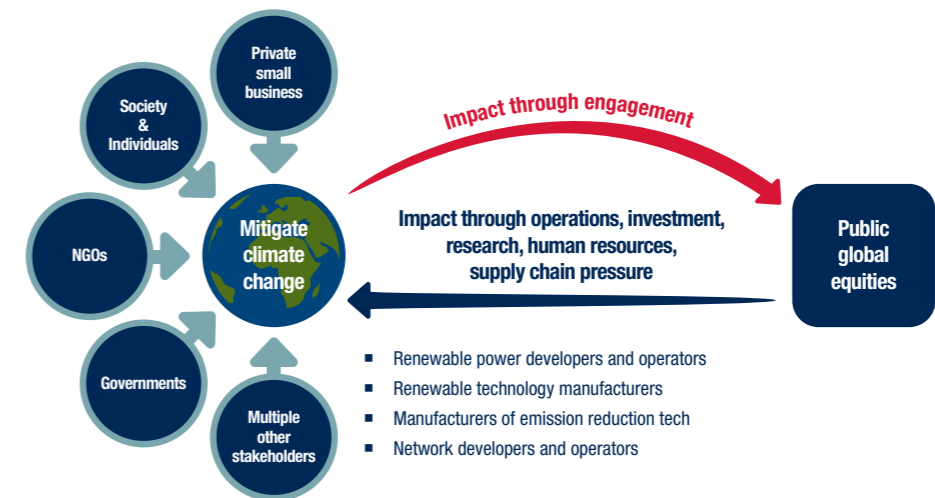 Private
small
business
Society
&
Individuals
NGOs
Governments
Multiple
other
stakeholders
Mitigate
climate
change
Impact through engagement
Impact through operations, investment,
research, human resources,
supply chain pressure
Public
global
equities
▪ Renewable power developers and operators
▪ Renewable technology manufacturers
▪ Manufacturers of emission reduction tech
▪ Network developers and operators